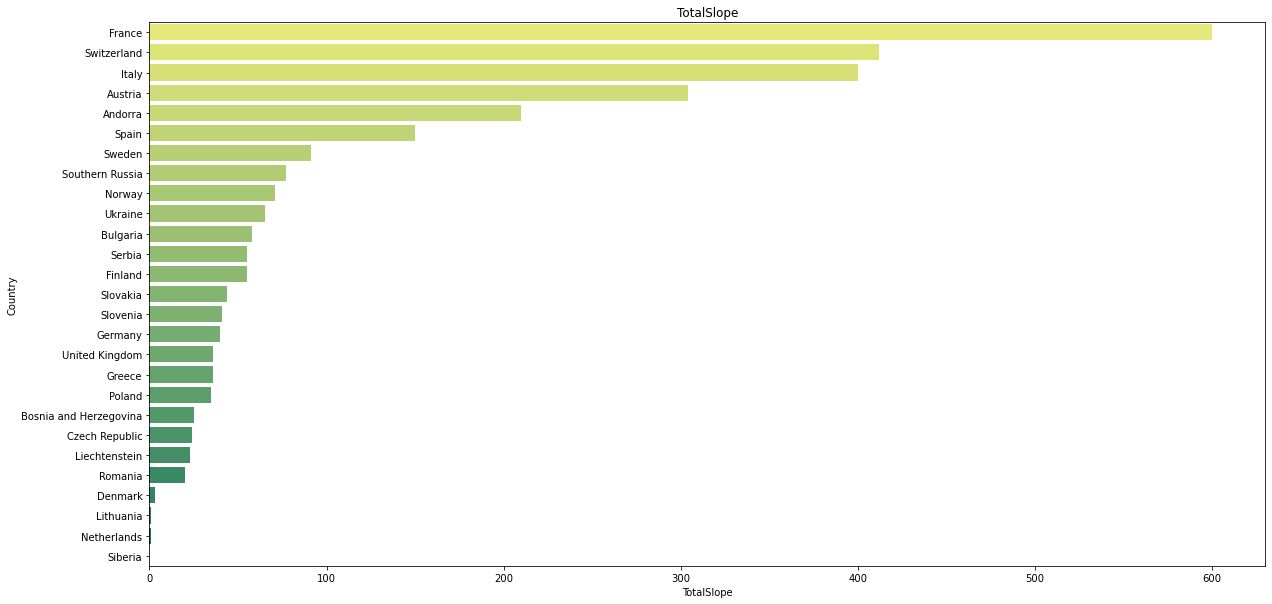 TotalSlope
France
Switzerland
Italy
Austria
Andorra
Spain
Sweden
Southern Russia
Norway
Ukraine
Bulgaria
Serbia
Finland
Slovakia
Slovenia
Germany
United Kingdom
Greece
Poland
Bosnia and Herzegovina
Czech Republic
Liechtenstein
Romania
Denmark
Lithuania
Netherlands
Siberia
Country
0 100 200 300 400 500 600
TotalSlope